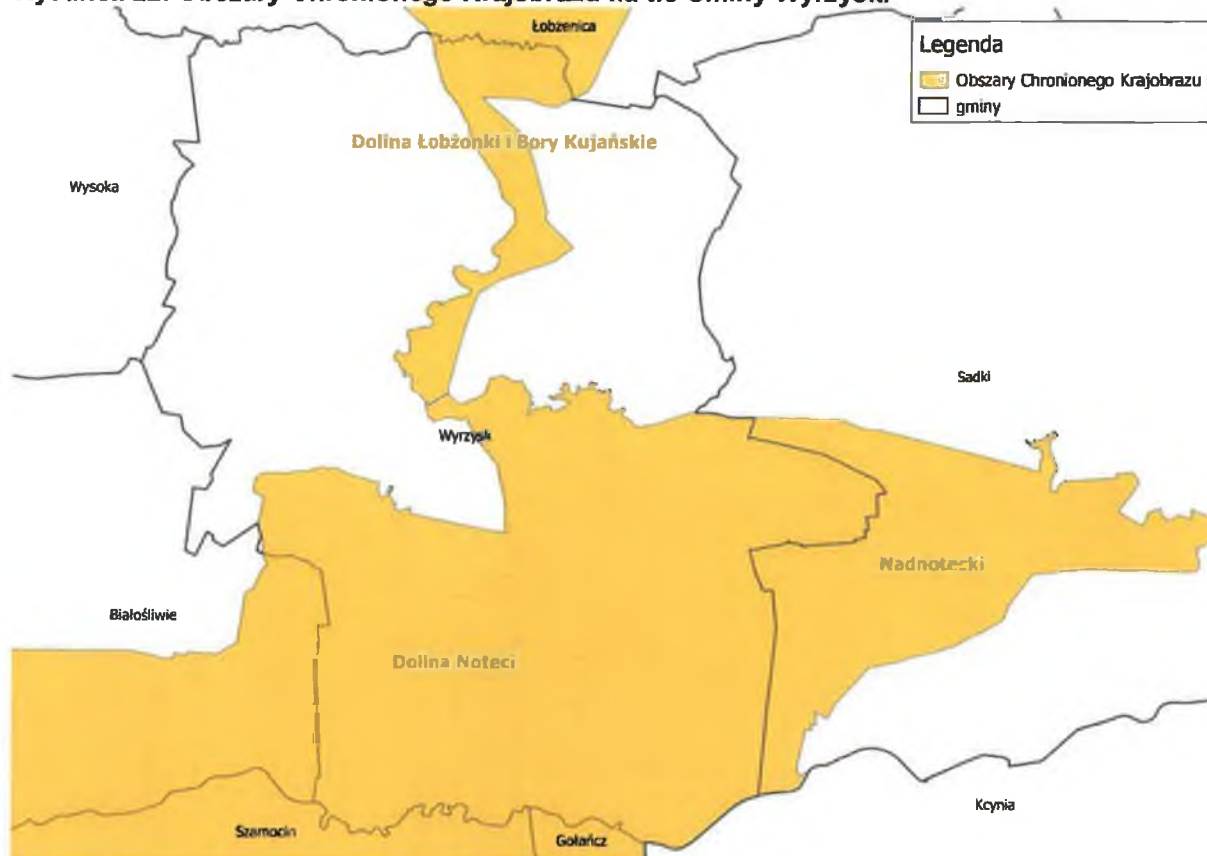 Łobżenica
Legenda
Obszary Chronionego Krajobrazu
gminy
Dolina Łobżonki i Bory Kujańskie
Wysoka
Sadki
Wyrzysk
Nadnotecki
Białośliwie
Dolina Noteci
Kcynia
Szamocin
Gołańcz